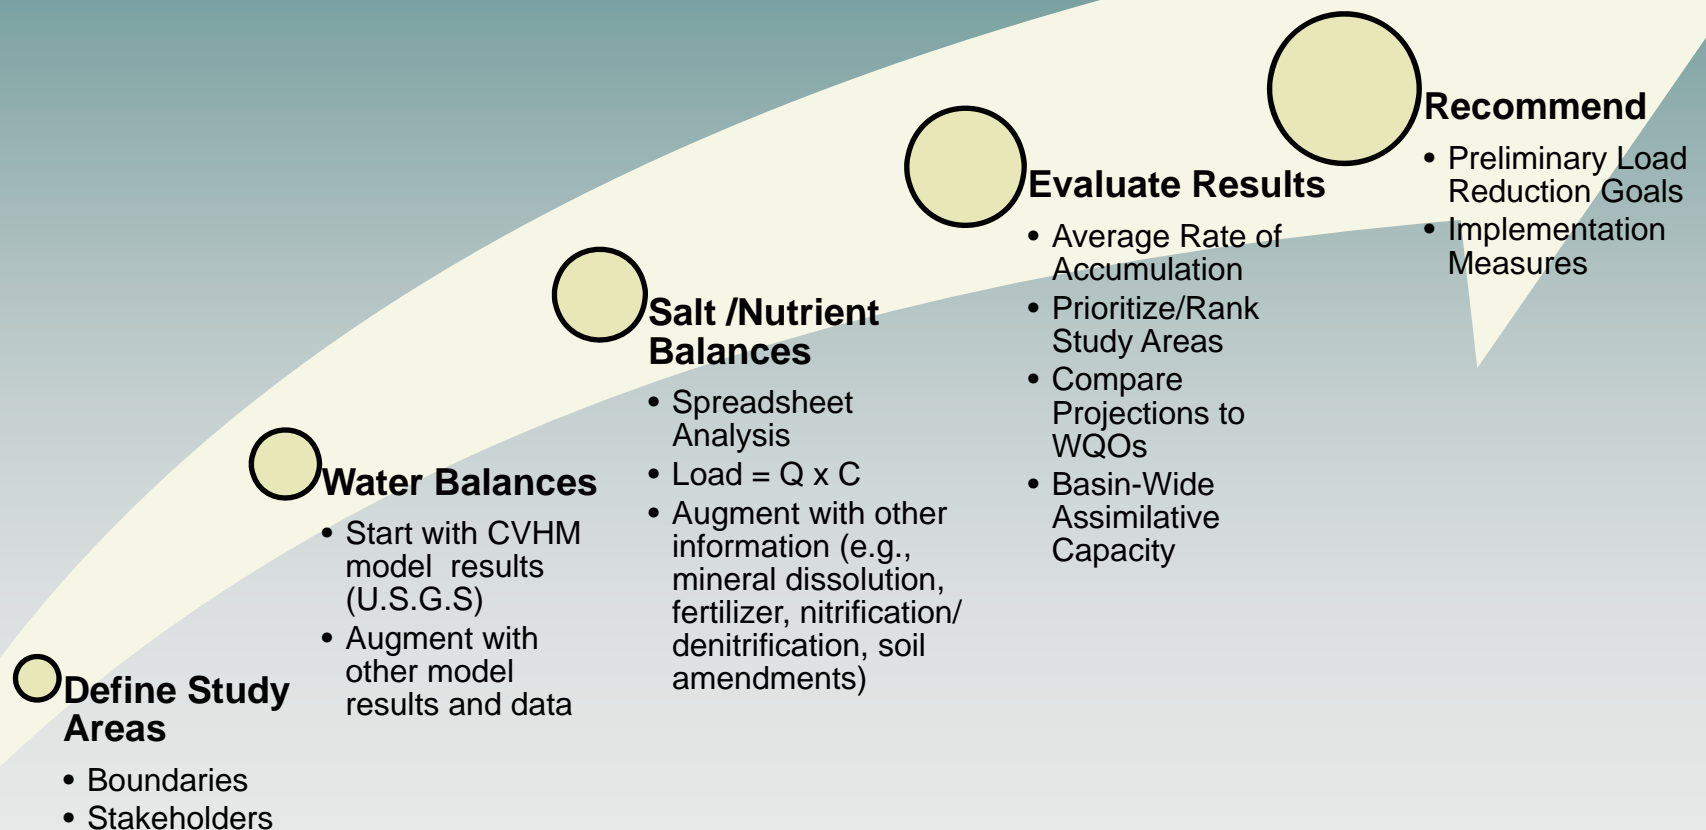 Define Study
Areas
• Boundaries
• Stakeholders
Water Balances
• Start with CVHM
model results
(U.S.G.S)
• Augment with
other model
results and data
Salt /Nutrient
Balances
• Spreadsheet
Analysis
• Load = Q x C
• Augment with other
information (e.g.,
mineral dissolution,
fertilizer, nitrification/
denitrification, soil
amendments)
Evaluate Results
• Average Rate of
Accumulation
• Prioritize/Rank
Study Areas
• Compare
Projections to
WQOs
• Basin-Wide
Assimilative
Capacity
Recommend
• Preliminary Load
Reduction Goals
• Implementation
Measures